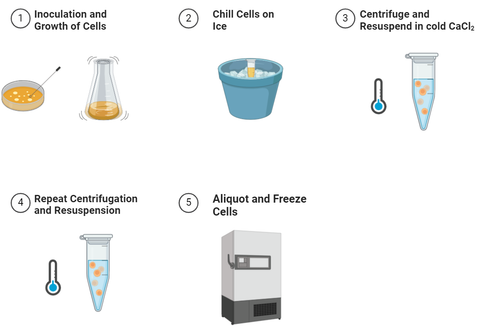 1
Inoculation and
Growth of Cells
2
Chill Cells on
Ice
3
Centrifuge and
Resuspend in cold CaCl₂
4
Repeat Centrifugation
and Resuspension
5
Aliquot and Freeze
Cells